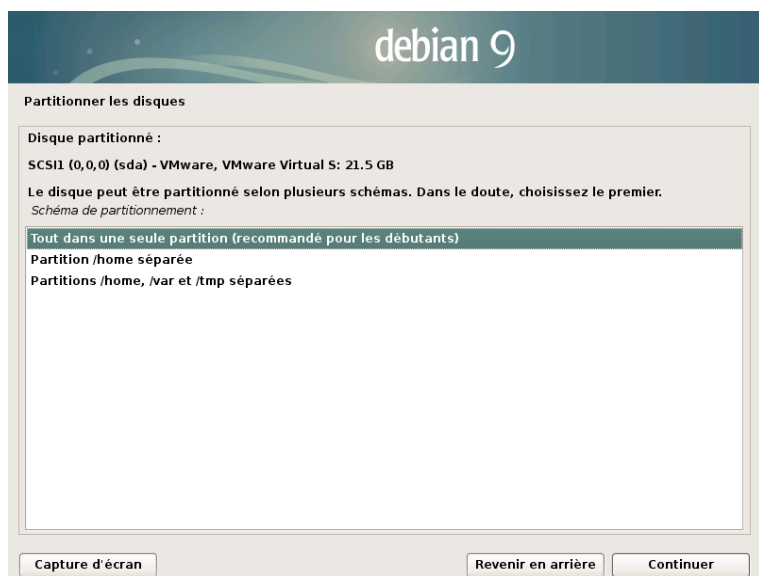 debian 9
Partitionner les disques
Disque partitionné :
SCSI1 (0,0,0) (sda) - VMware, VMware Virtual S: 21.5 GB
Le disque peut être partitionné selon plusieurs schémas. Dans le doute, choisissez le premier.
Schéma de partitionnement :
Tout dans une seule partition (recommandé pour les débutants)
Partition /home séparée
Partitions /home, /var et /tmp séparées
Capture d'écran
Revenir en arrière
Continuer